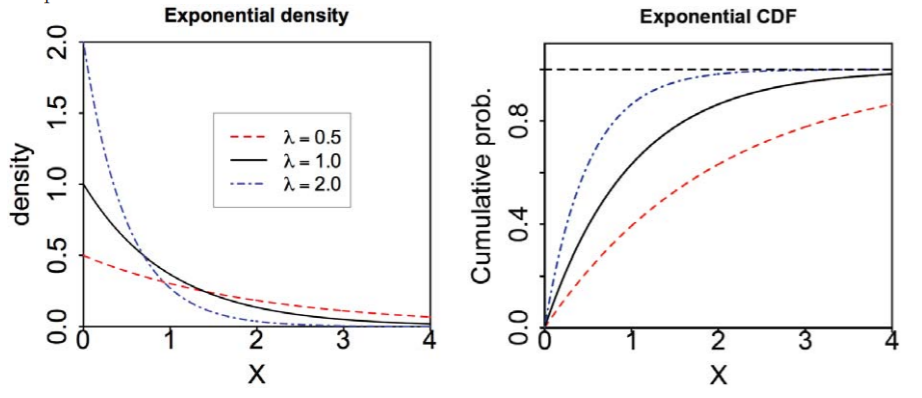 Exponential density
density
2.0
1.5
1.0
0.5
0.0
λ = 0.5
λ = 1.0
λ = 2.0
0 1 2 3 4
X
Exponential CDF
Cumulative prob.
0.8
0.4
0.0
0 1 2 3 4
X